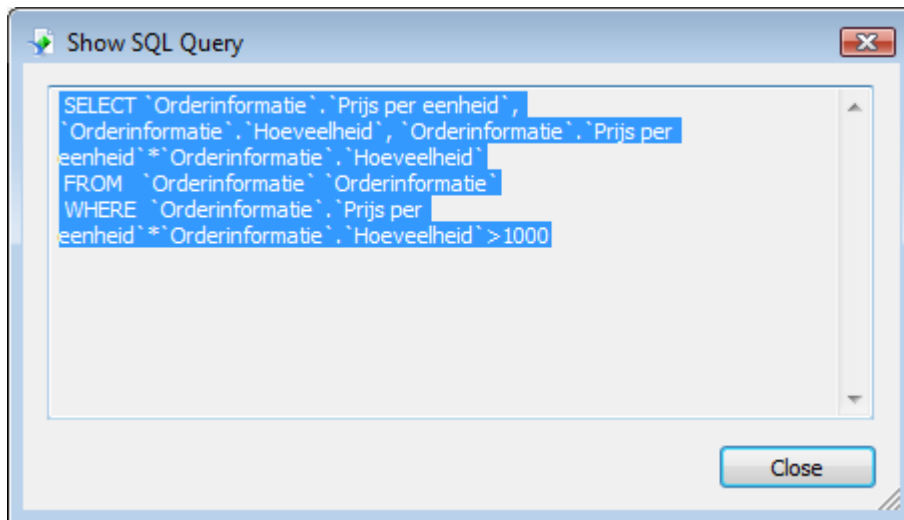 Show SQL Query
SELECT `Orderinformatie`.`Prijs per eenheid`,
`Orderinformatie`.`Hoeveelheid`, `Orderinformatie`.`Prijs per
eenheid`*`Orderinformatie`.`Hoeveelheid`
FROM `Orderinformatie` `Orderinformatie`
WHERE `Orderinformatie`.`Prijs per
eenheid`*`Orderinformatie`.`Hoeveelheid`>1000
Close